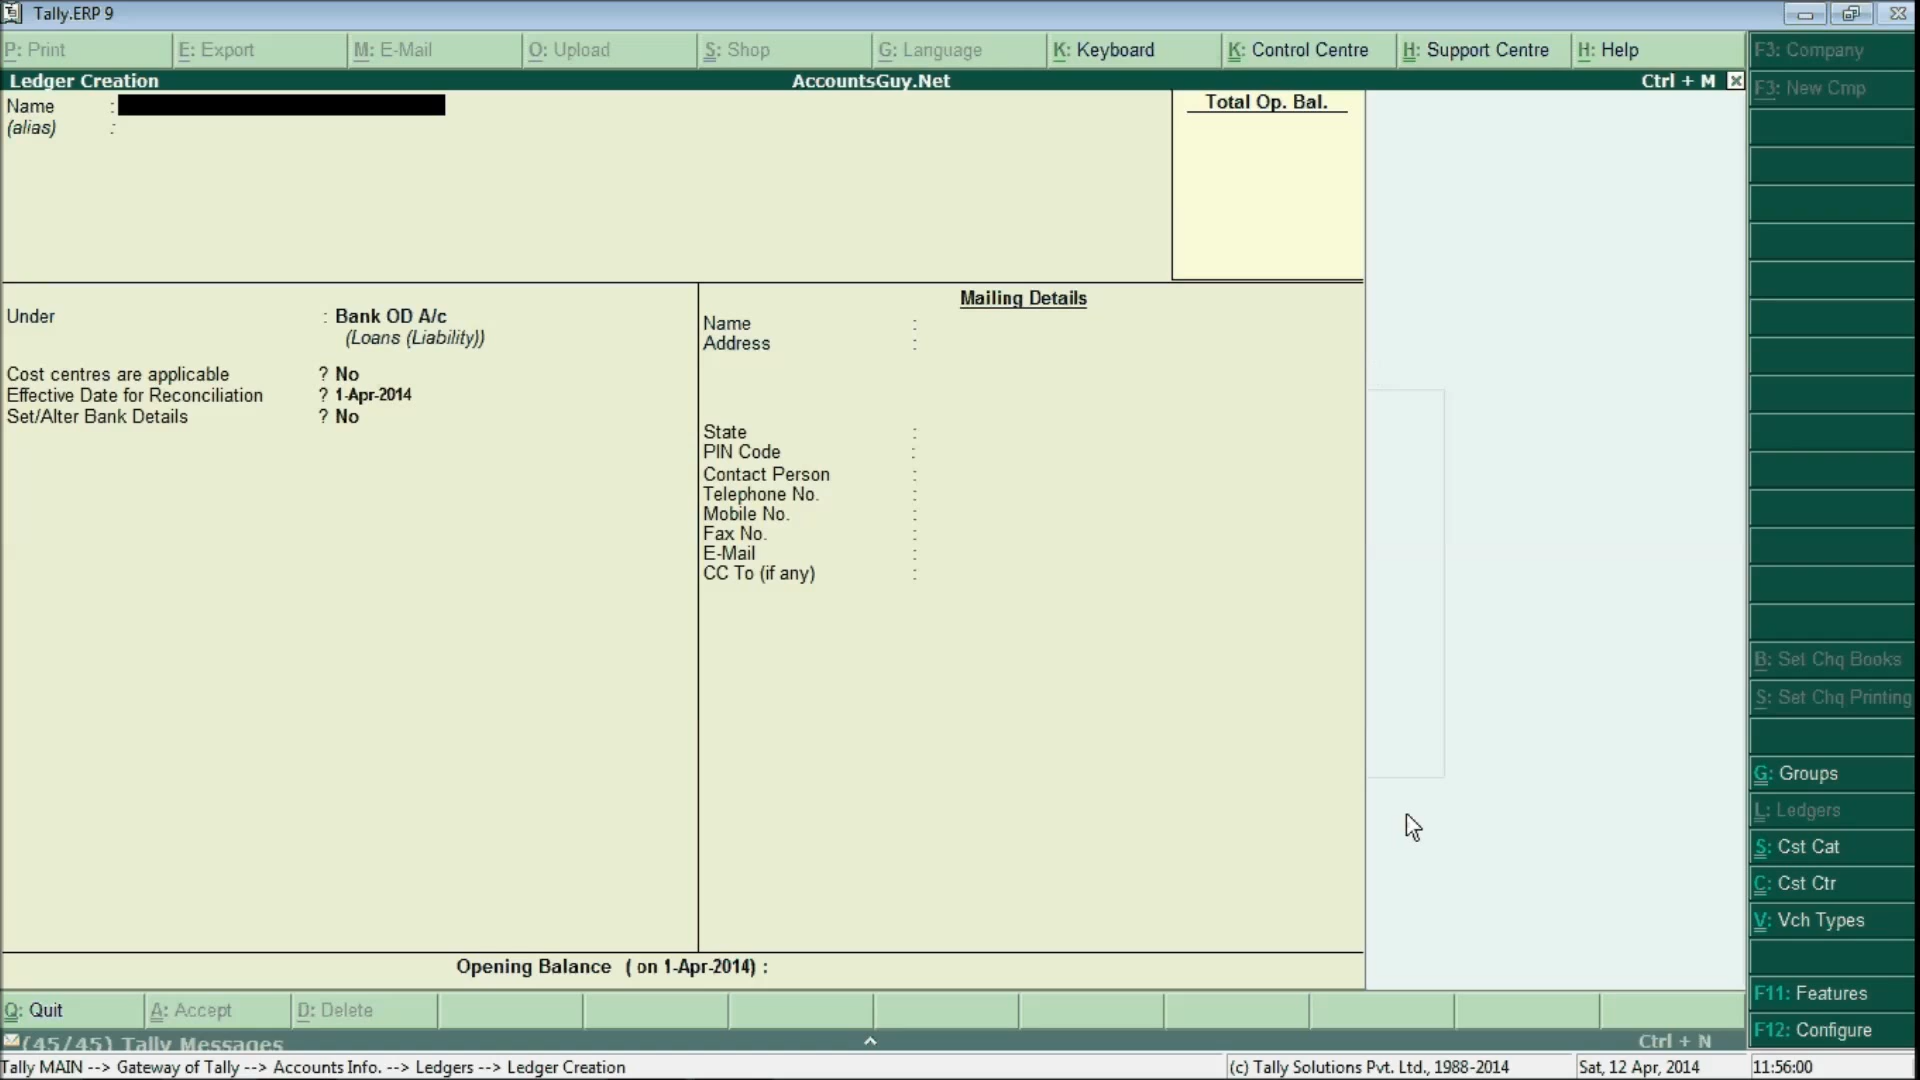 Tally.ERP 9
P: Print E: Export M: E-Mail O: Upload S: Shop G: Language K: Keyboard K: Control Centre H: Support Centre H: Help
F3: Company
Ledger Creation AccountsGuy.Net Ctrl + M
F3: New Cmp
Name :
(alias) :
Total Op. Bal.
Under : Bank OD A/c
(Loans (Liability))
Cost centres are applicable ? No
Effective Date for Reconciliation ? 1-Apr-2014
Set/Alter Bank Details ? No
Mailing Details
Name :
Address :
State :
PIN Code :
Contact Person :
Telephone No. :
Mobile No. :
Fax No. :
E-Mail :
CC To (if any) :
B: Set Chq Books
S: Set Chq Printing
G: Groups
L: Ledgers
S: Cst Cat
C: Cst Ctr
V: Vch Types
F11: Features
F12: Configure
Opening Balance ( on 1-Apr-2014) :
Q: Quit A: Accept D: Delete
(45/45) Tally Messages Ctrl + N
Tally MAIN --> Gateway of Tally --> Accounts Info. --> Ledgers --> Ledger Creation (c) Tally Solutions Pvt. Ltd., 1988-2014 Sat, 12 Apr, 2014 11:56:00